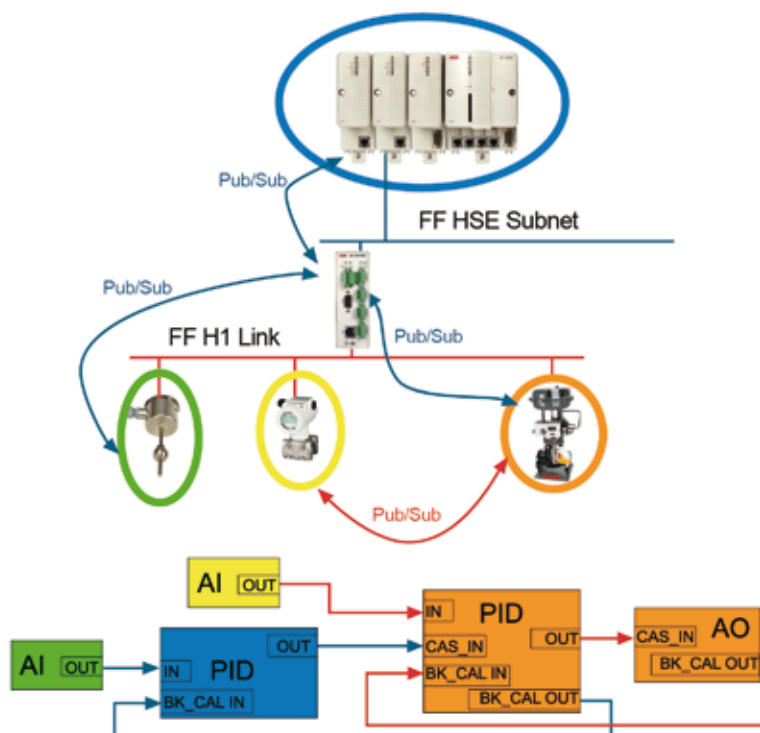 Pub/Sub
FF HSE Subnet
Pub/Sub
Pub/Sub
FF H1 Link
Pub/Sub
AI OUT
IN PID
OUT
CAS_IN
BK_CAL IN
BK_CAL OUT
CAS_IN AO
BK_CAL OUT
AI OUT
OUT
IN PID
BK_CAL IN